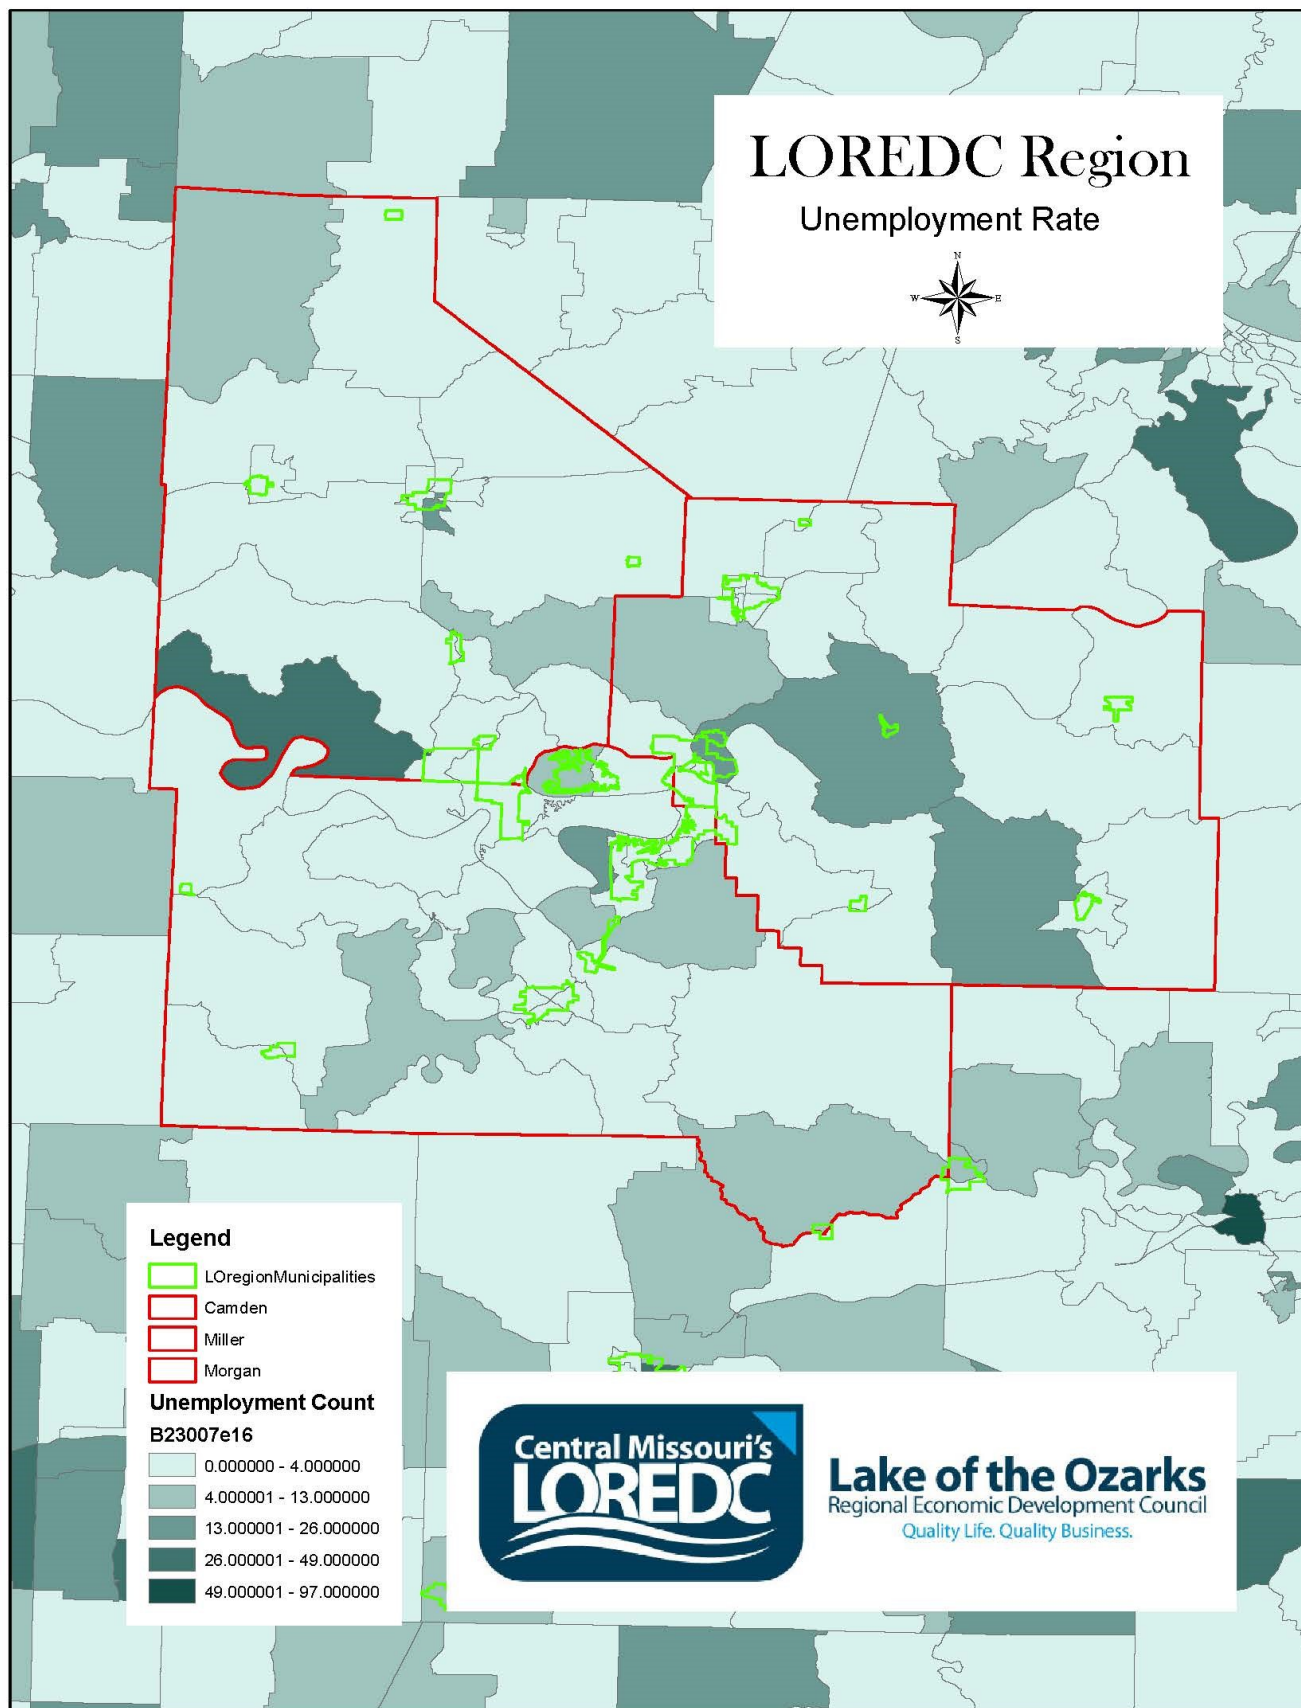 LOREDC Region
Unemployment Rate
N
W
E
S
Legend
LOregionMunicipalities
Camden
Miller
Morgan
Unemployment Count
B23007e16
0.000000 - 4.000000
4.000001 - 13.000000
13.000001 - 26.000000
26.000001 - 49.000000
49.000001 - 97.000000
Central Missouri's
LOREDC
Lake of the Ozarks
Regional Economic Development Council
Quality Life. Quality Business.